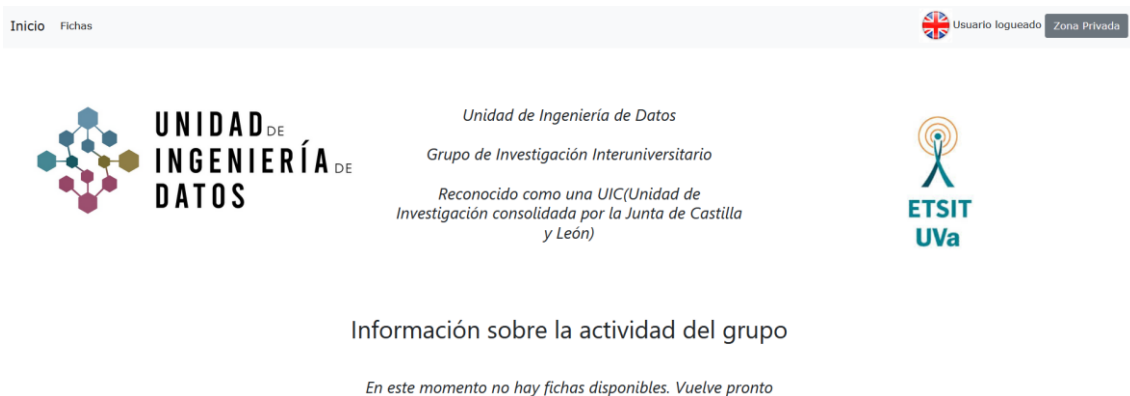 Inicio Fichas Usuario logueado Zona Privada
UNIDAD DE
INGENIERÍA DE
DATOS
Unidad de Ingeniería de Datos
Grupo de Investigación Interuniversitario
Reconocido como una UIC(Unidad de
Investigación consolidada por la Junta de Castilla
y León)
ETSIT
UVa
Información sobre la actividad del grupo
En este momento no hay fichas disponibles. Vuelve pronto